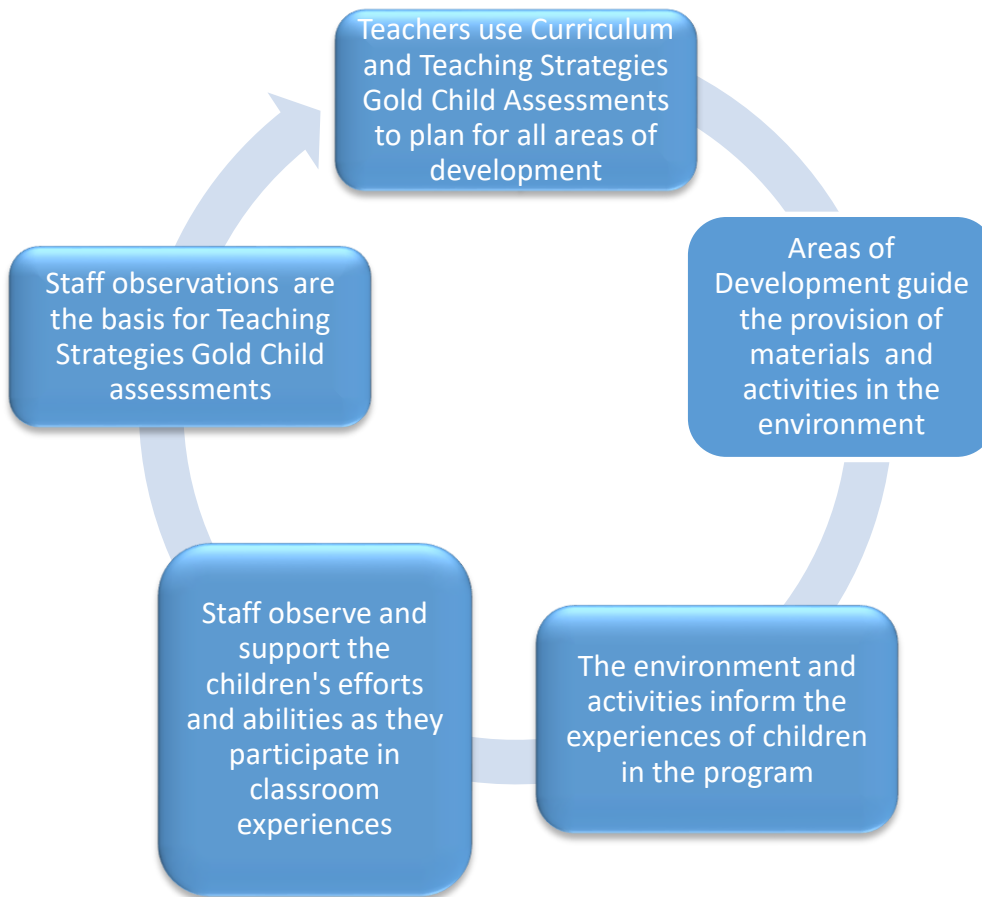 Teachers use Curriculum
and Teaching Strategies
Gold Child Assessments
to plan for all areas of
development
Areas of
Development guide
the provision of
materials  and
activities in the
environment
The environment and
activities inform the
experiences of children
in the program
Staff observe and
support the
children's efforts
and abilities as they
participate in
classroom
experiences
Staff observations  are
the basis for Teaching
Strategies Gold Child
assessments